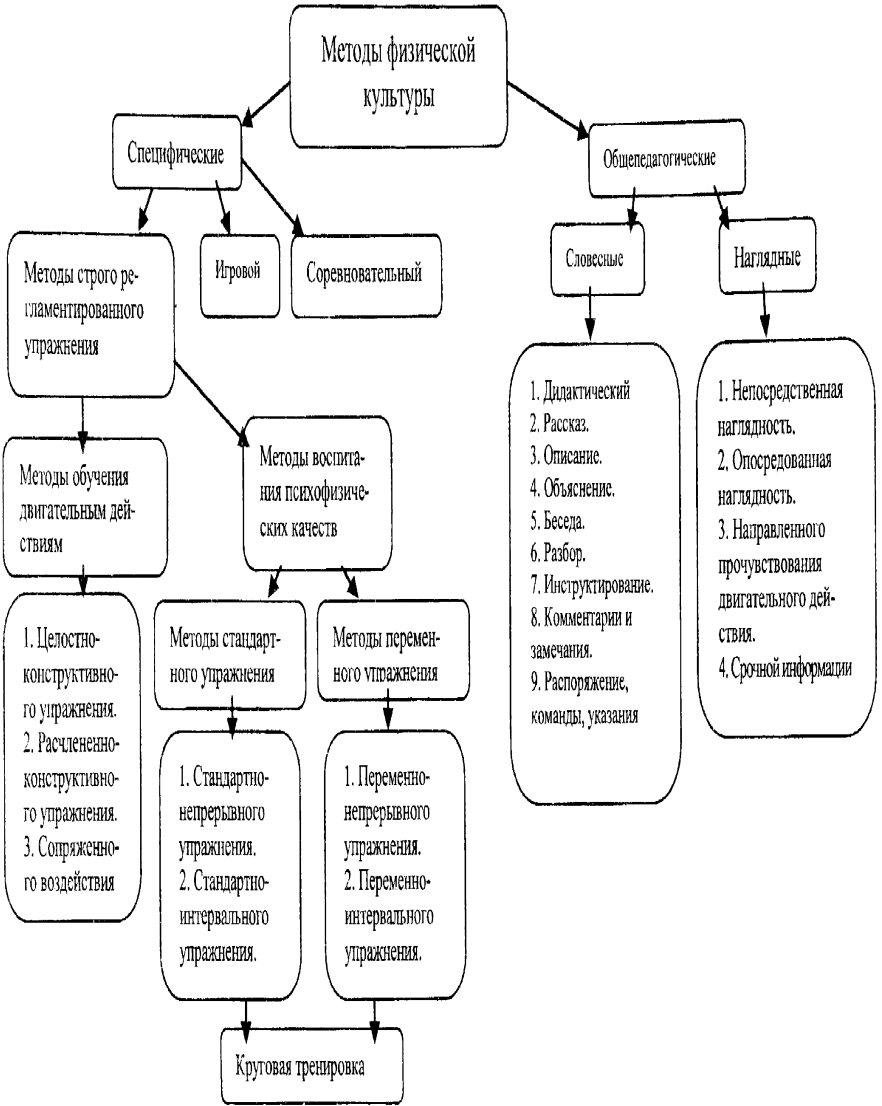 Методы физической
культуры
Специфические
Общепедагогические
Методы строго ре-
гламентированного
упражнения
Игровой
Соревновательный
Словесные
Наглядные
Методы обучения
двигательным дей-
ствиям
Методы воспита-
ния психофизиче-
ских качеств
1. Дидактический
2. Рассказ.
3. Описание.
4. Объяснение.
5. Беседа.
6. Разбор.
7. Инструктирование.
8. Комментарии и
замечания.
9. Распоряжение,
команды, указания
1. Непосредственная
наглядность.
2. Опосредованная
наглядность.
3. Направленного
прочувствования
двигательного дей-
ствия.
4. Срочной информации
1. Целостно-
конструктивно-
го упражнения.
2. Расчлененно-
конструктивно-
го упражнения.
3. Сопряженно-
го воздействия
Методы стандарт-
ного упражнения
Методы перемен-
ного упражнения
1. Стандартно-
непрерывного
упражнения.
2. Стандартно-
интервального
упражнения.
1. Переменно-
непрерывного
упражнения.
2. Переменно-
интервального
упражнения.
Круговая тренировка